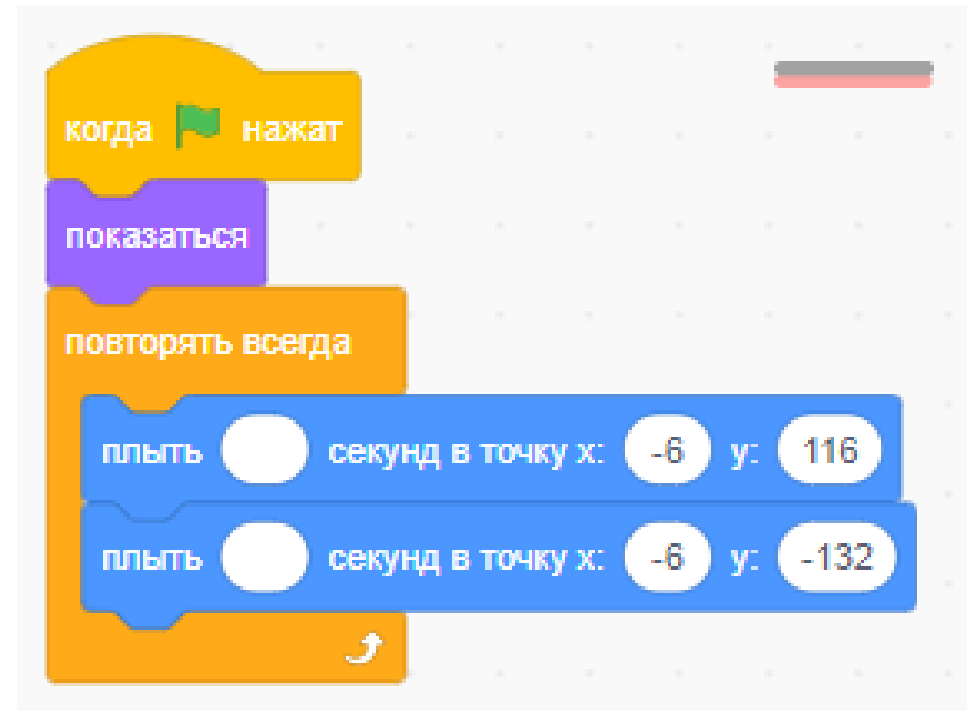 когда нажат
показаться
повторять всегда
плыть секунд в точку x: -6 y: 116
плыть секунд в точку x: -6 y: -132